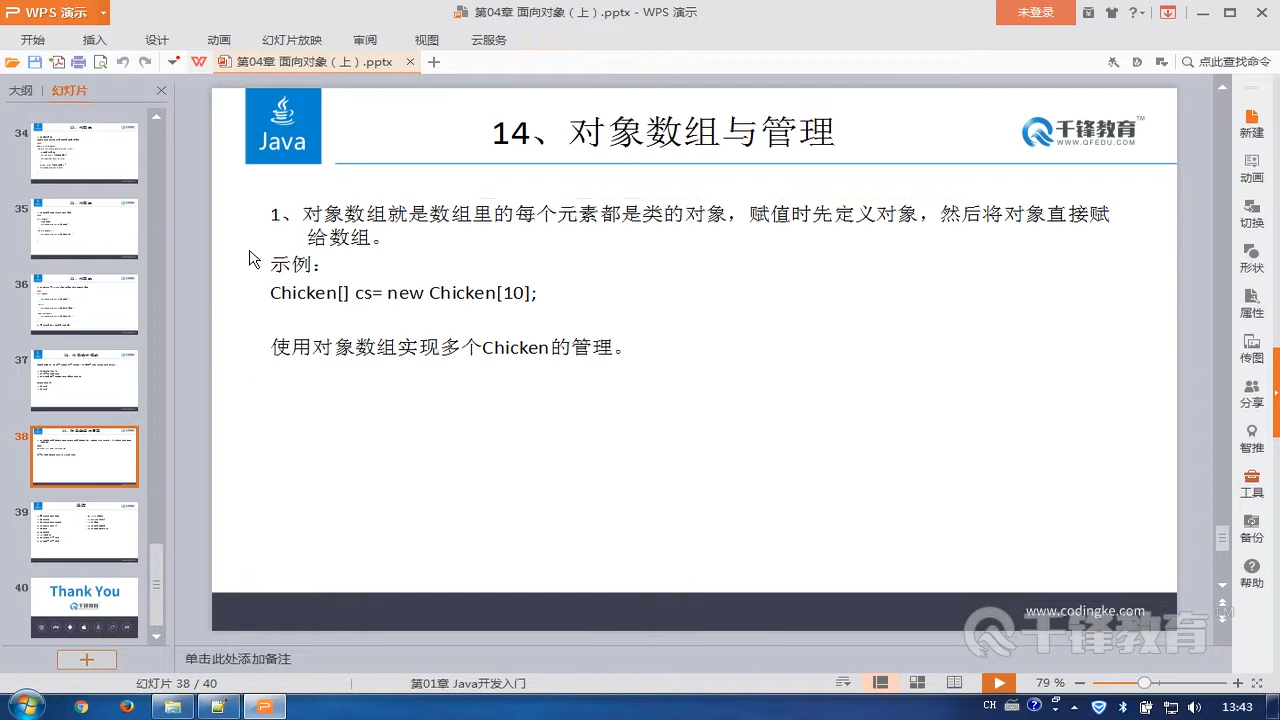 WPS 演示
第04章 面向对象（上）.pptx - WPS 演示
未登录
开始 插入 设计 动画 幻灯片放映 审阅 视图 云服务
第04章 面向对象（上）.pptx
点此查找命令
大纲 幻灯片
34
35
36
37
38
39
40
Thank You
Java
14、对象数组与管理
千锋教育
TM
WWW.QFEDU.COM
1、对象数组就是数组里的每个元素都是类的对象，赋值时先定义对象，然后将对象直接赋
给数组。
示例：
Chicken[] cs= new Chicken[10];
使用对象数组实现多个Chicken的管理。
www.codingke.com
千锋教育
TM
新建
动画
切换
形状
属性
传图
分享
智推
工具
备份
帮助
单击此处添加备注
幻灯片 38 / 40
第01章 Java开发入门
79 %
CH
13:43